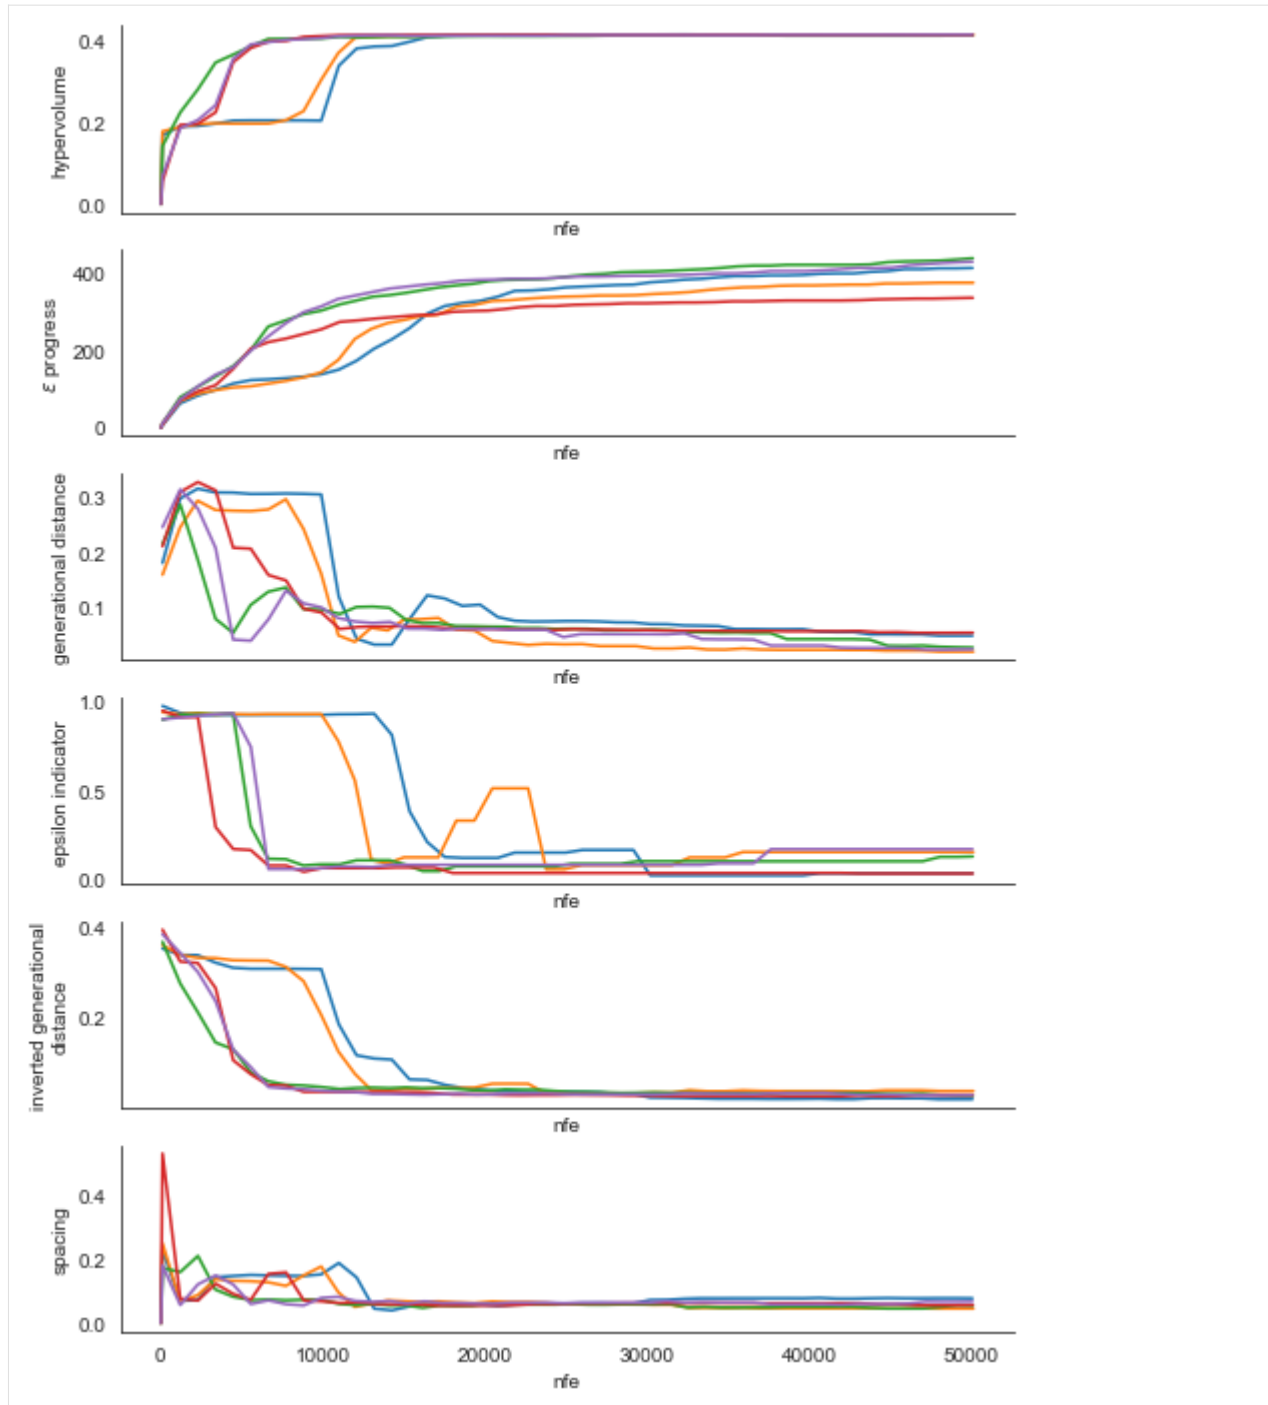 hypervolume
0.4
0.2
0.0
nfe
ε progress
400
200
0
nfe
generational distance
0.3
0.2
0.1
nfe
epsilon indicator
1.0
0.5
0.0
nfe
inverted generational
distance
0.4
0.2
nfe
spacing
0.4
0.2
0.0
0 10000 20000 30000 40000 50000
nfe